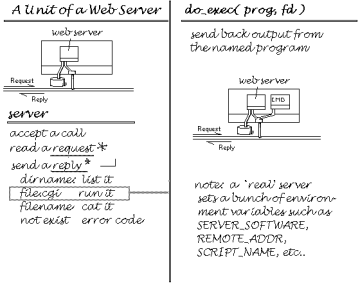 A Unit of a Web Server
web server
Request
Reply
server
accept a call
read a request *
send a reply *
dirname: list it
file.cgi run it
filename cat it
not exist error code
do_exec( prog, fd )
send back output from
the named program
web server
Request
Reply
note: a `real' server
sets a bunch of environ-
ment variables such as
SERVER_SOFTWARE,
REMOTE_ADDR,
SCRIPT_NAME, etc..